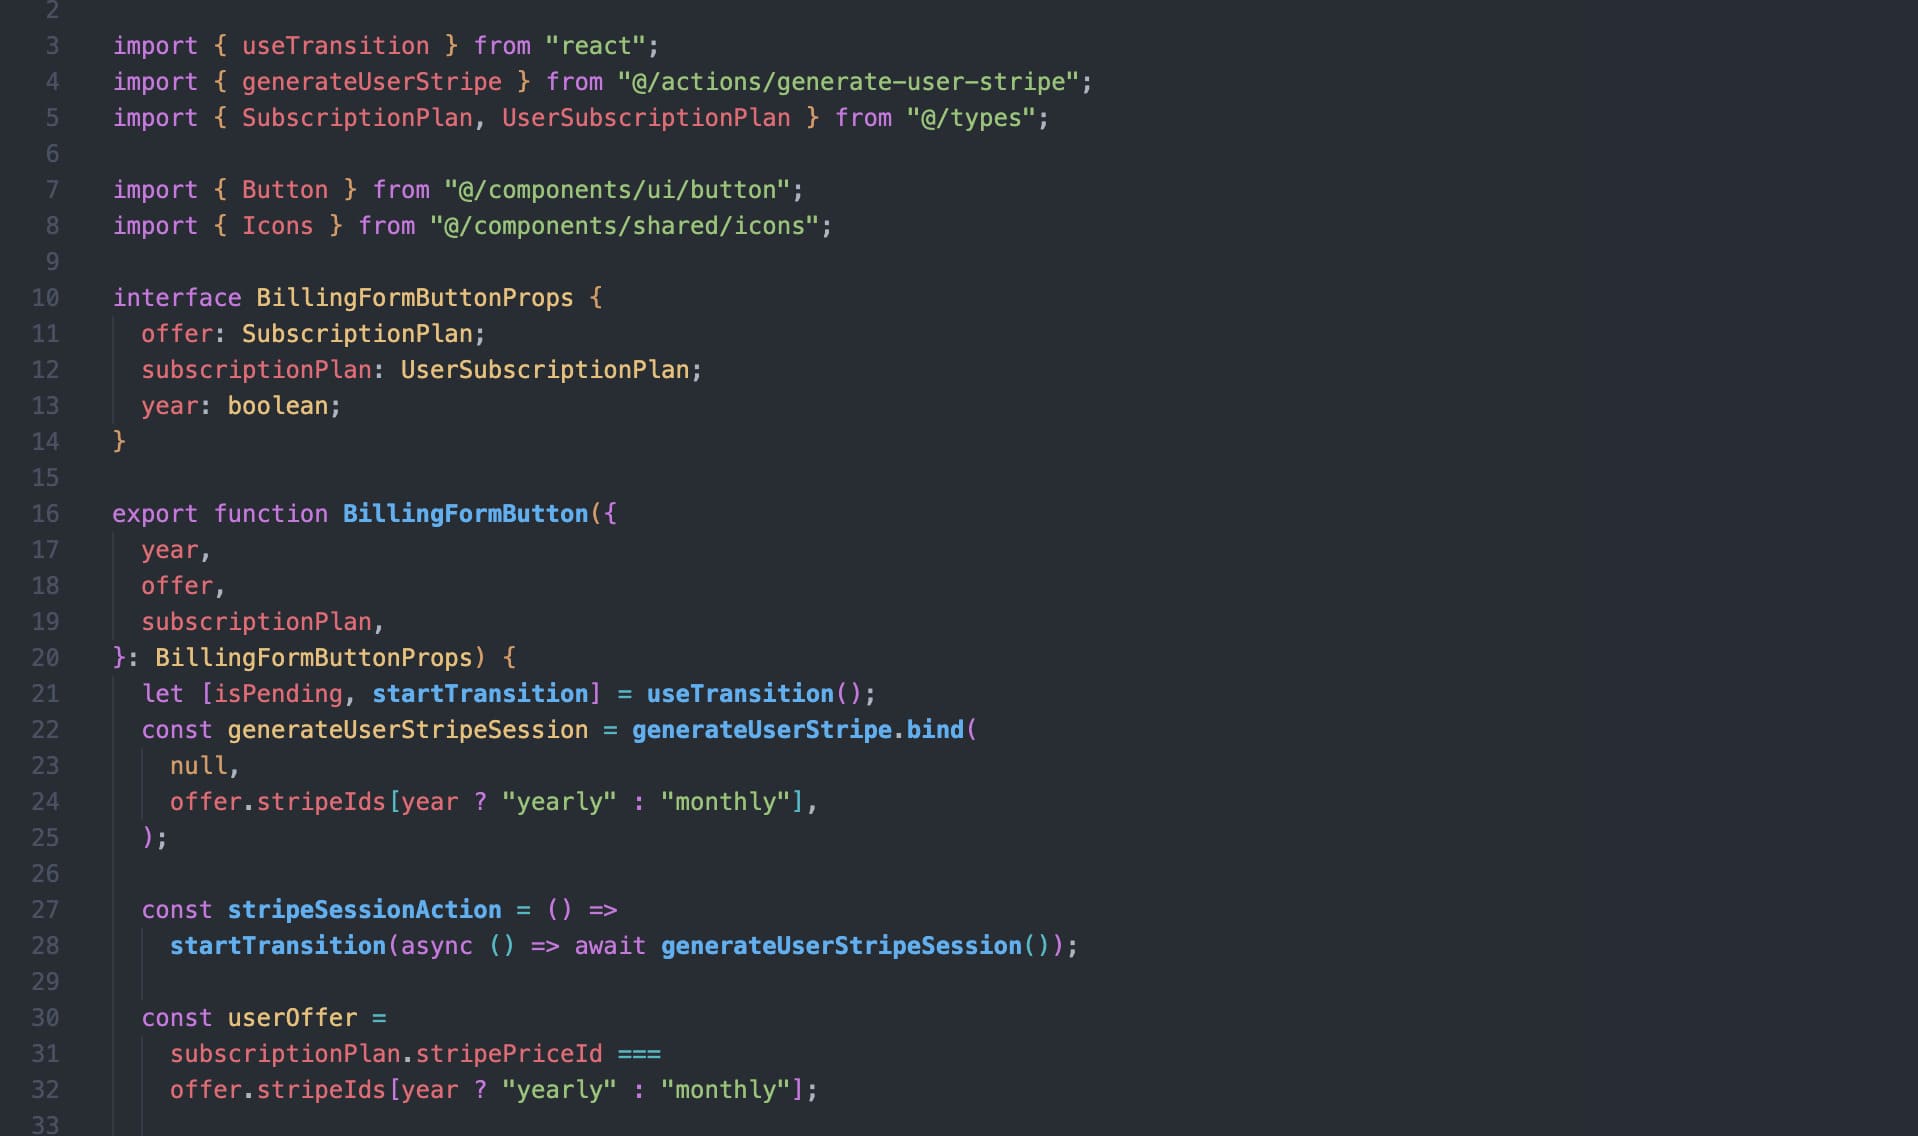 2
3 import { useTransition } from "react";
4 import { generateUserStripe } from "@/actions/generate-user-stripe";
5 import { SubscriptionPlan, UserSubscriptionPlan } from "@/types";
6
7 import { Button } from "@/components/ui/button";
8 import { Icons } from "@/components/shared/icons";
9
10 interface BillingFormButtonProps {
11   offer: SubscriptionPlan;
12   subscriptionPlan: UserSubscriptionPlan;
13   year: boolean;
14 }
15
16 export function BillingFormButton({
17   year,
18   offer,
19   subscriptionPlan,
20 }: BillingFormButtonProps) {
21   let [isPending, startTransition] = useTransition();
22   const generateUserStripeSession = generateUserStripe.bind(
23     null,
24     offer.stripeIds[year ? "yearly" : "monthly"],
25   );
26
27   const stripeSessionAction = () =>
28     startTransition(async () => await generateUserStripeSession());
29
30   const userOffer =
31     subscriptionPlan.stripePriceId ===
32     offer.stripeIds[year ? "yearly" : "monthly"];
33